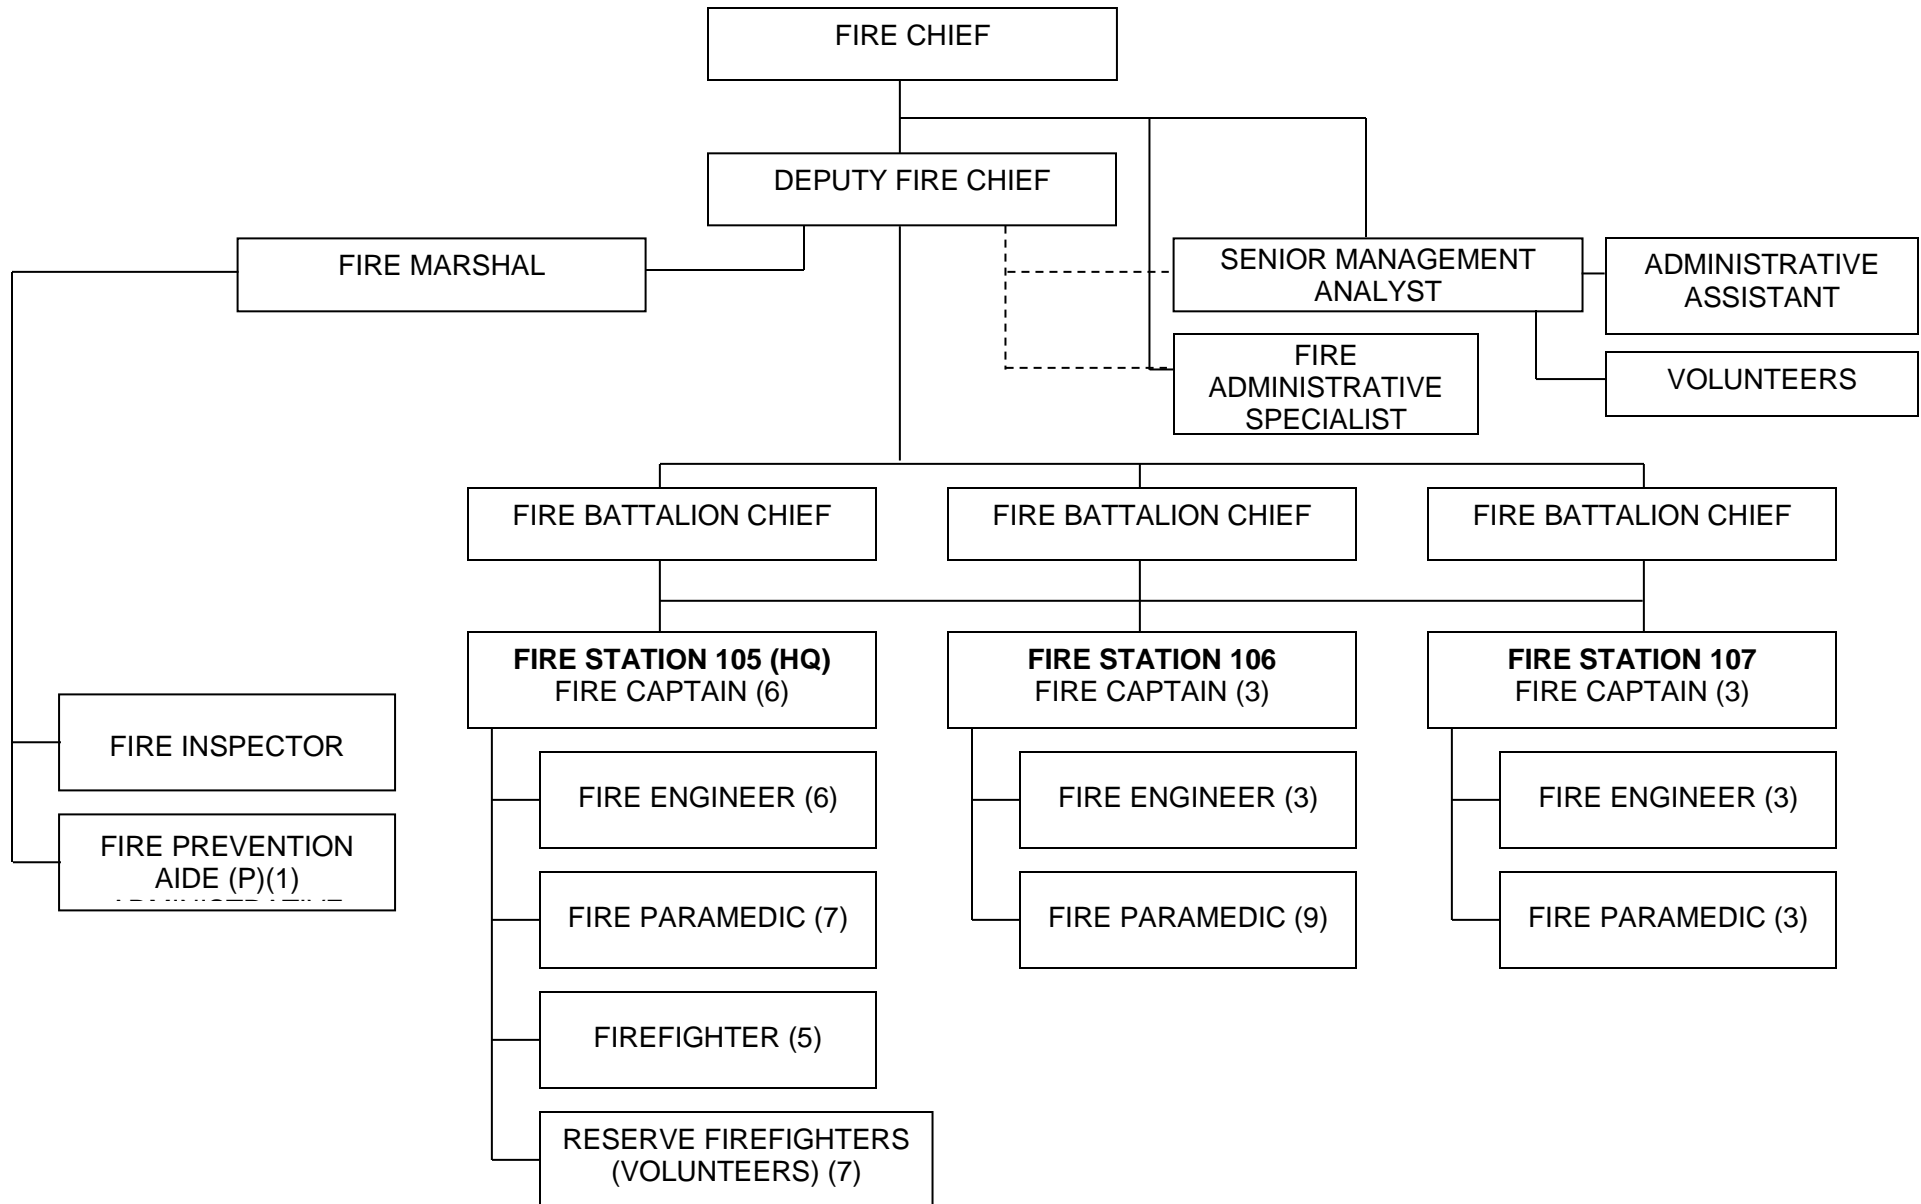 FIRE CHIEF
DEPUTY FIRE CHIEF
FIRE MARSHAL
SENIOR MANAGEMENT
ANALYST
ADMINISTRATIVE
ASSISTANT
FIRE
ADMINISTRATIVE
SPECIALIST
VOLUNTEERS
FIRE BATTALION CHIEF
FIRE BATTALION CHIEF
FIRE BATTALION CHIEF
FIRE STATION 105 (HQ)
FIRE CAPTAIN (6)
FIRE STATION 106
FIRE CAPTAIN (3)
FIRE STATION 107
FIRE CAPTAIN (3)
FIRE INSPECTOR
FIRE PREVENTION
AIDE (P)(1)
FIRE ENGINEER (6)
FIRE PARAMEDIC (7)
FIREFIGHTER (5)
RESERVE FIREFIGHTERS
(VOLUNTEERS) (7)
FIRE ENGINEER (3)
FIRE PARAMEDIC (9)
FIRE ENGINEER (3)
FIRE PARAMEDIC (3)